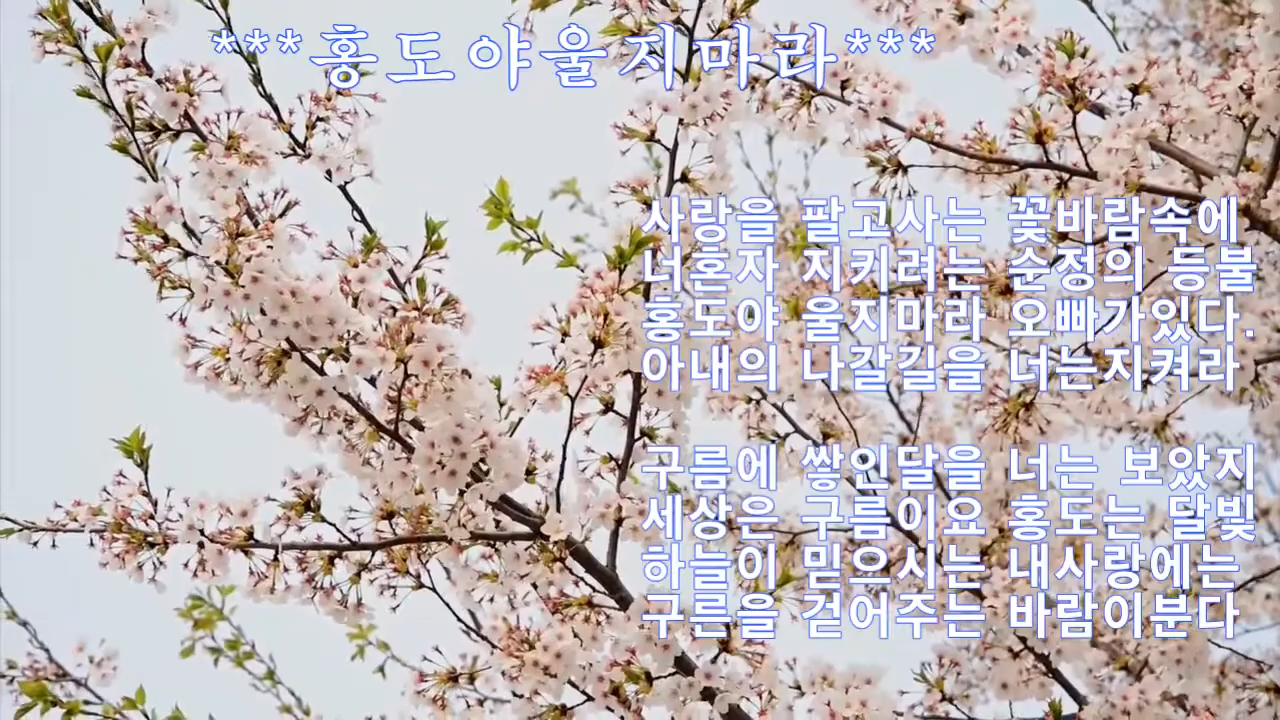 ***홍도야울지마라***
사랑을 팔고사는 꽃바람속에
너혼자 지키려는 순정의 등불
홍도야 울지마라 오빠가있다.
아내의 나갈길을 너는지켜라
구름에 쌓인달을 너는 보았지
세상은 구름이요 홍도는 달빛
하늘이 믿으시는 내사랑에는
구른을 걷어주는 바람이분다